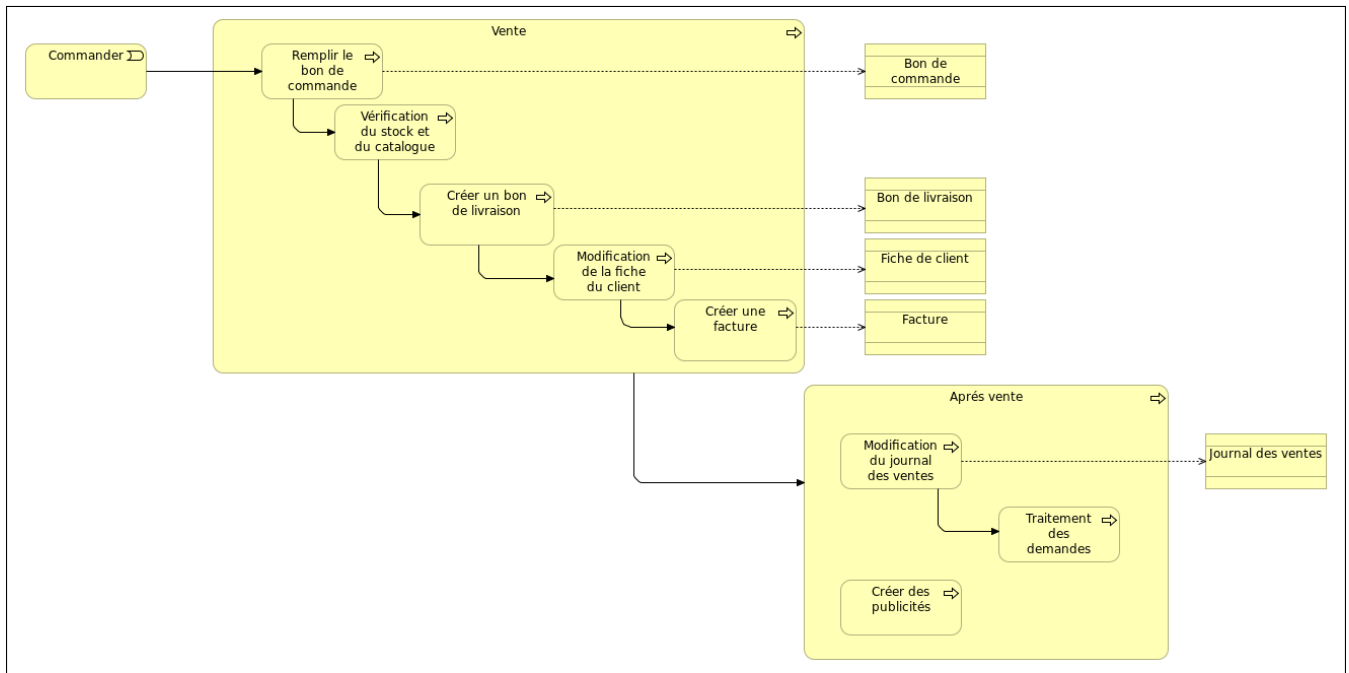 Vente
Commander
Remplir le
bon de
commande
Bon de
commande
Vérification
du stock et
du catalogue
Créer un bon
de livraison
Bon de livraison
Modification
de la fiche
du client
Fiche de client
Créer une
facture
Facture
Aprés vente
Modification
du journal
des ventes
Journal des ventes
Traitement
des
demandes
Créer des
publicités